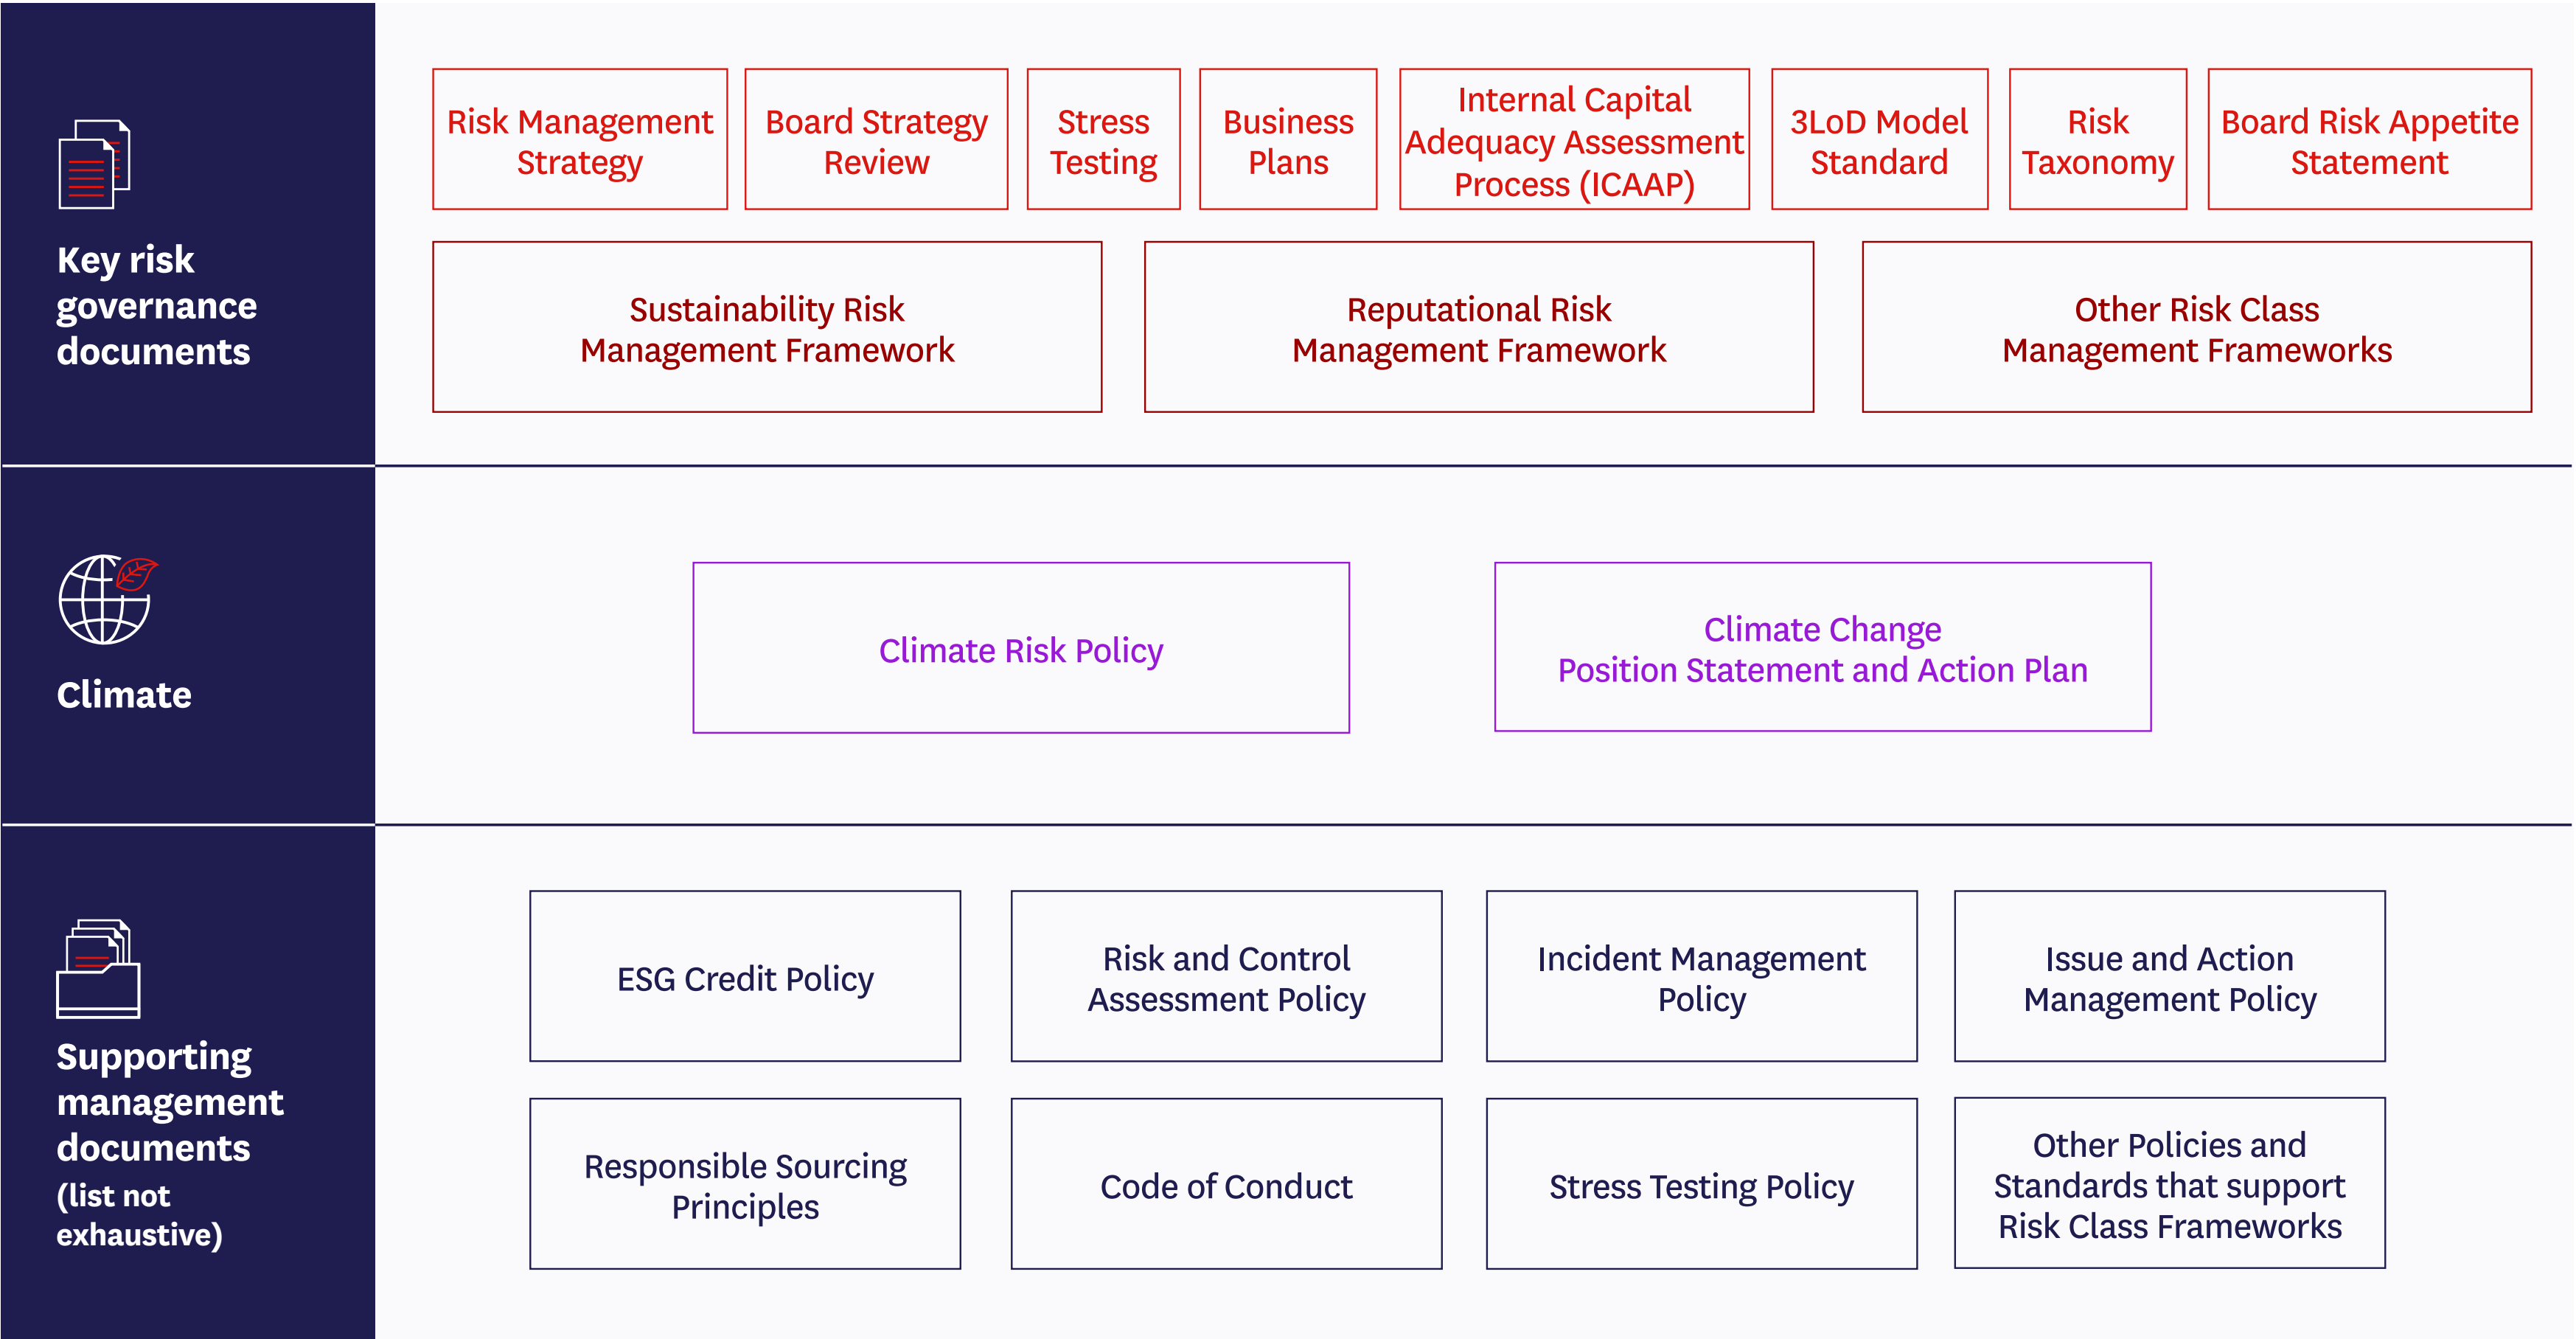 Key risk
governance
documents
Risk Management
Strategy
Board Strategy
Review
Stress
Testing
Business
Plans
Internal Capital
Adequacy Assessment
Process (ICAAP)
3LoD Model
Standard
Risk
Taxonomy
Board Risk Appetite
Statement
Sustainability Risk
Management Framework
Reputational Risk
Management Framework
Other Risk Class
Management Frameworks
Climate
Climate Risk Policy
Climate Change
Position Statement and Action Plan
Supporting
management
documents
(list not
exhaustive)
ESG Credit Policy
Risk and Control
Assessment Policy
Incident Management
Policy
Issue and Action
Management Policy
Responsible Sourcing
Principles
Code of Conduct
Stress Testing Policy
Other Policies and
Standards that support
Risk Class Frameworks